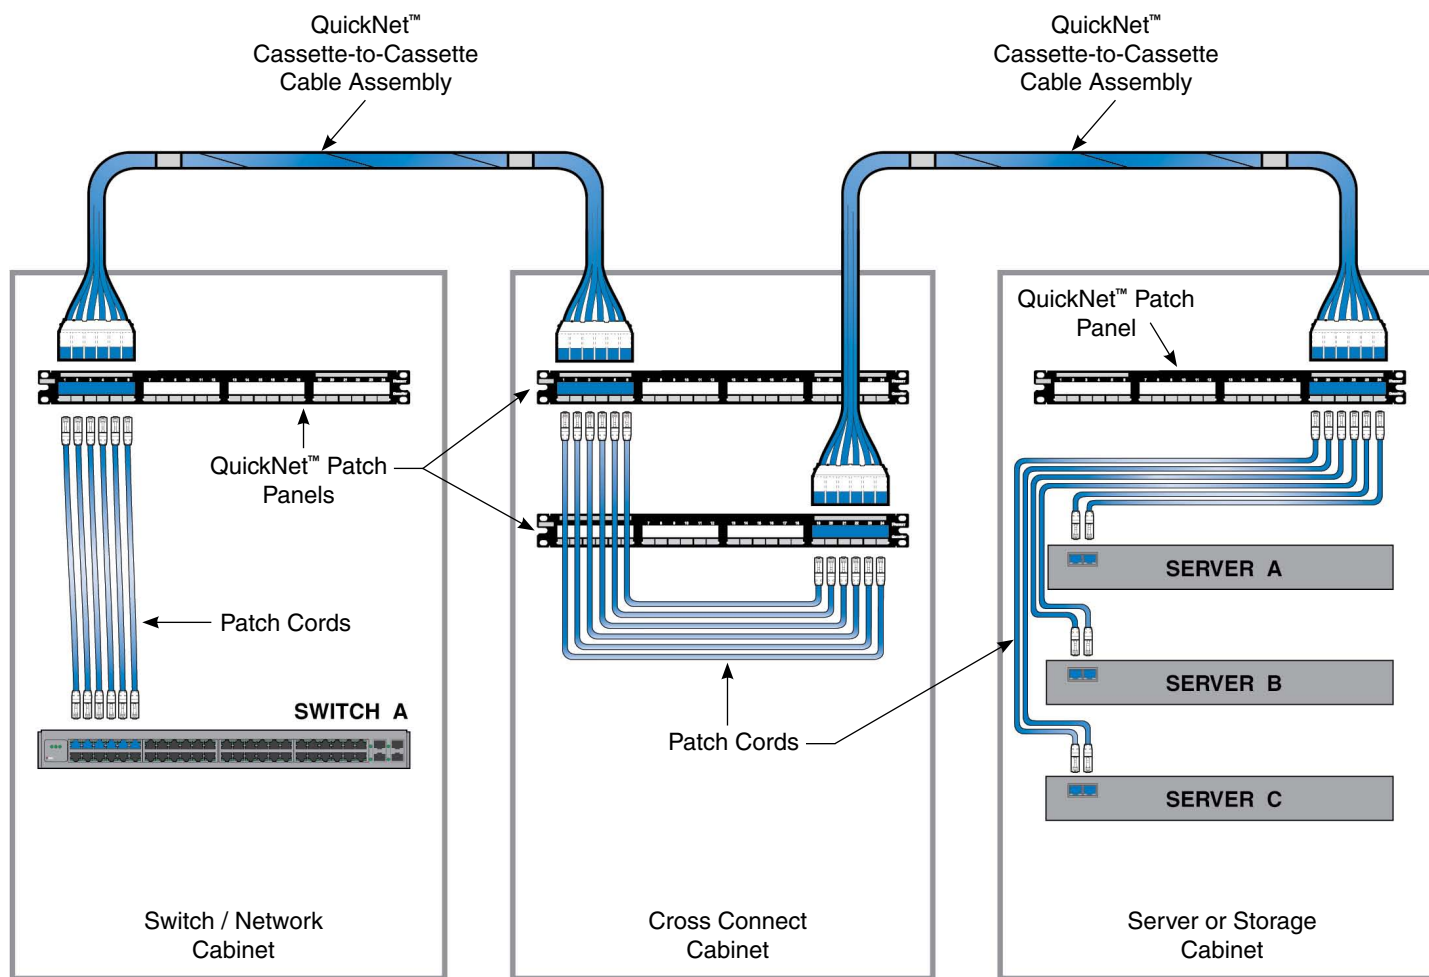 QuickNet™
Cassette-to-Cassette
Cable Assembly
QuickNet™
Cassette-to-Cassette
Cable Assembly
QuickNet™ Patch
Panel
QuickNet™ Patch
Panels
Patch Cords
SWITCH A
Patch Cords
SERVER A
SERVER B
SERVER C
Switch / Network
Cabinet
Cross Connect
Cabinet
Server or Storage
Cabinet